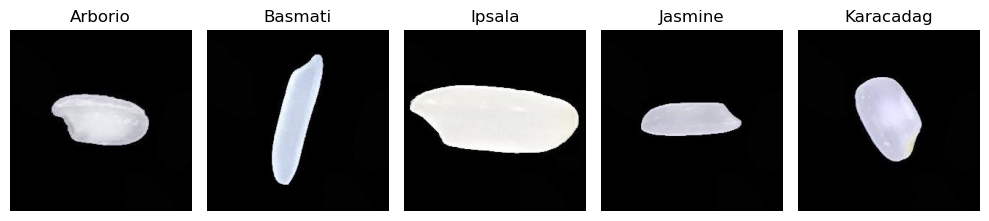 Arborio
Basmati
Ipsala
Jasmine
Karacadag